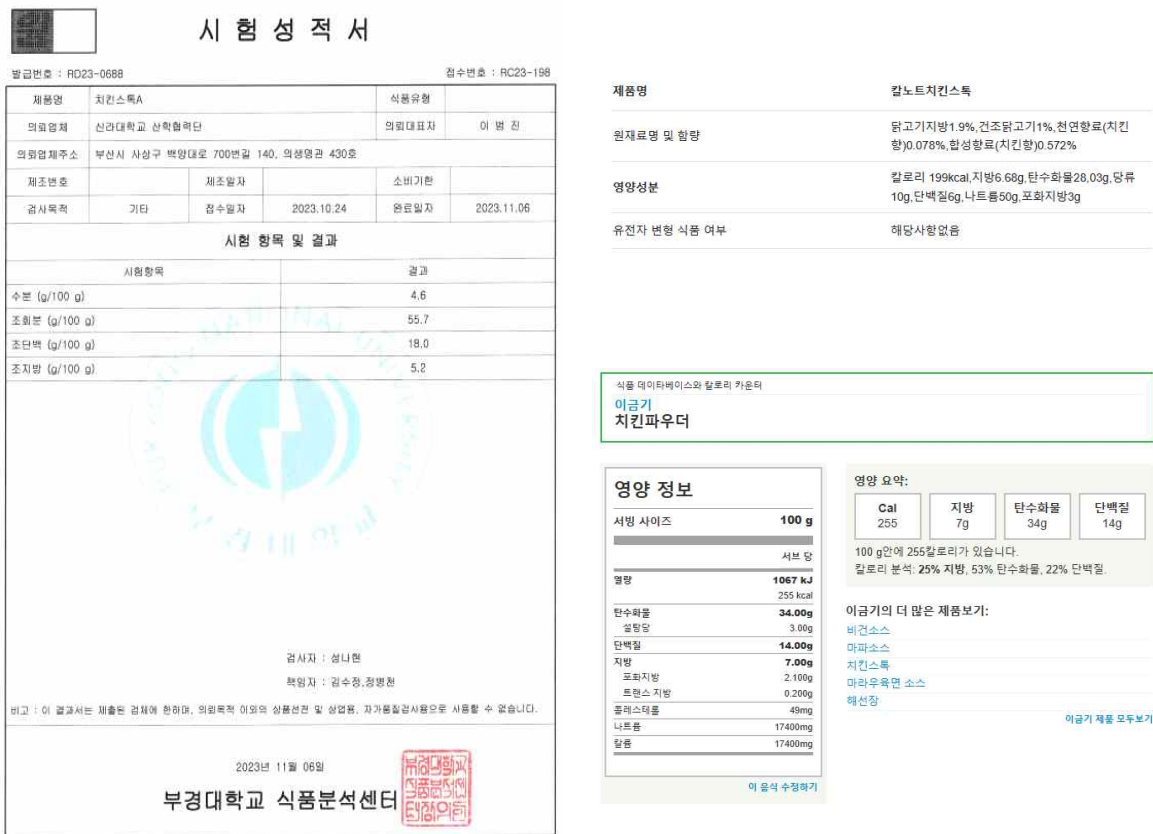 시험성적서
발급번호 : RD23-0688
접수번호 : RC23-198
제품명 치킨스톡A 식품유형
의뢰업체 신라대학교 산학협력단 의뢰대표자 이 범 진
의뢰업체주소 부산시 사상구 백양대로 700번길 140, 의생명관 430호
제조번호 제조일자 소비기한
검사목적 기타 접수일자 2023.10.24 완료일자 2023.11.06
시험 항목 및 결과
시험항목 결과
수분 (g/100 g) 4.6
조회분 (g/100 g) 55.7
조단백 (g/100 g) 18.0
조지방 (g/100 g) 5.2
검사자 : 성나현
책임자 : 김수정,정병천
비고 : 이 결과서는 제출된 검체에 한하며, 의뢰목적 이외의 상품선전 및 상업용, 자가품질검사용으로 사용할 수 없습니다.
2023년 11월 06일
부경대학교 식품분석센터
제품명 칼노트치킨스톡
원재료명 및 함량 닭고기지방1.9%,건조닭고기1%,천연향료(치킨
향)0.078%,합성향료(치킨향)0.572%
영양성분 칼로리 199kcal,지방6.68g,탄수화물28,03g,당류
10g,단백질6g,나트륨50g,포화지방3g
유전자 변형 식품 여부 해당사항없음
식품 데이타베이스와 칼로리 카운터
이금기
치킨파우더
영양 정보
서빙 사이즈 100 g
서브 당
열량 1067 kJ
255 kcal
탄수화물 34.00g
설탕당 3.00g
단백질 14.00g
지방 7.00g
포화지방 2.100g
트랜스 지방 0.200g
콜레스테롤 49mg
나트륨 17400mg
칼륨 17400mg
이 음식 수정하기
영양 요약:
Cal 지방 탄수화물 단백질
255 7g 34g 14g
100 g안에 255칼로리가 있습니다.
칼로리 분석: 25% 지방, 53% 탄수화물, 22% 단백질.
이금기의 더 많은 제품보기:
비건소스
마파소스
치킨스톡
마라우육면 소스
해선장
이금기 제품 모두보기